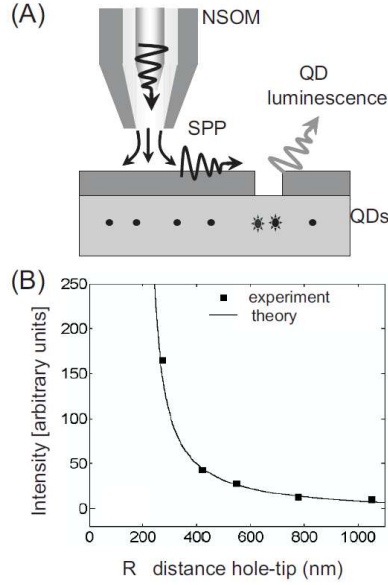 (A)
NSOM
QD
luminescence
SPP
QDs
(B)
250
200
150
100
50
0
experiment
theory
Intensity [arbitrary units]
0 200 400 600 800 1000
R distance hole-tip (nm)